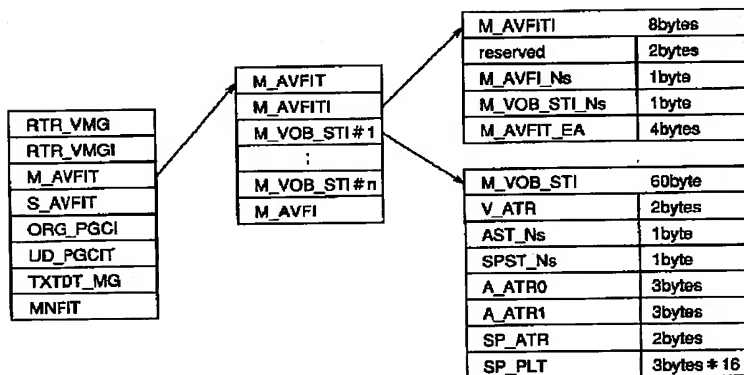 RTR_VMG
RTR_VMGI
M_AVFIT
S_AVFIT
ORG_PGCI
UD_PGCIT
TXTDT_MG
MNFIT
M_AVFIT
M_AVFITI
M_VOB_STI#1
:
M_VOB_STI#n
M_AVFI
M_AVFITI 8bytes
reserved 2bytes
M_AVFI_Ns 1byte
M_VOB_STI_Ns 1byte
M_AVFIT_EA 4bytes
M_VOB_STI 60byte
V_ATR 2bytes
AST_Ns 1byte
SPST_Ns 1byte
A_ATR0 3bytes
A_ATR1 3bytes
SP_ATR 2bytes
SP_PLT 3bytes*16